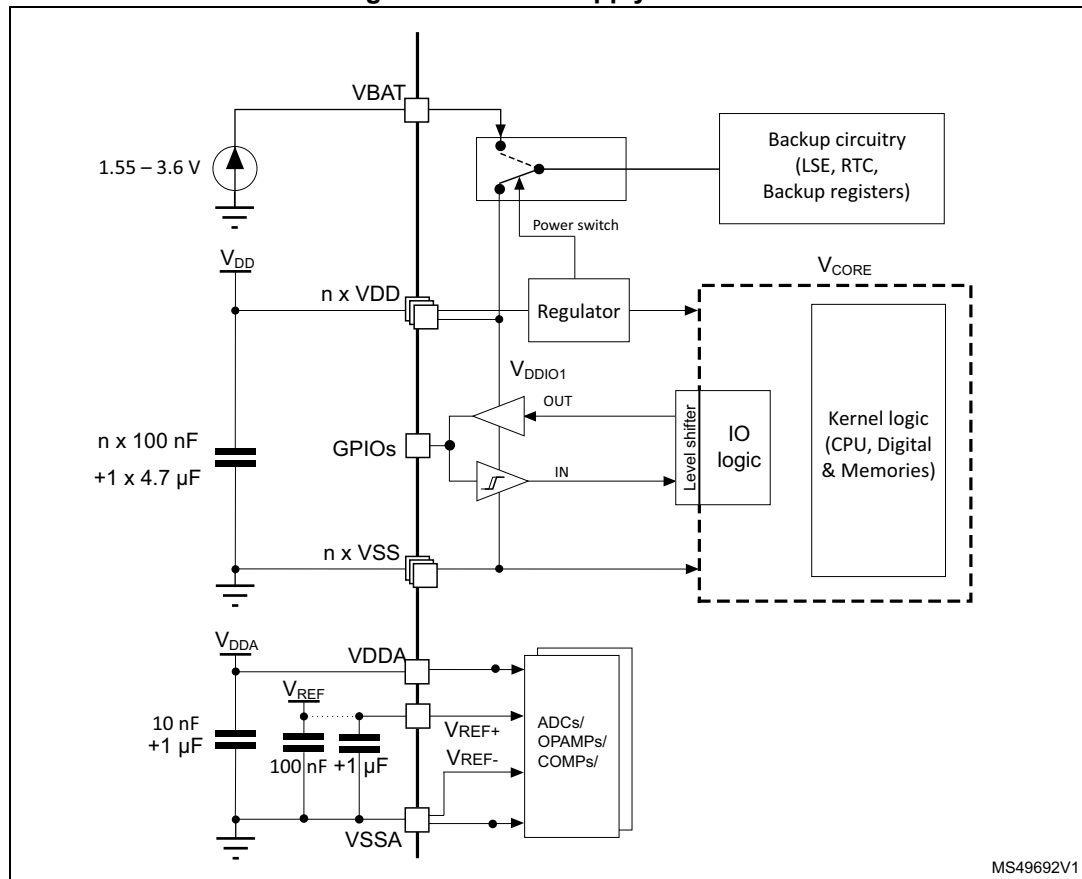 VBAT
1.55 – 3.6 V
Backup circuitry
(LSE, RTC,
Backup registers)
Power switch
VDD
n x VDD
Regulator
VCORE
VDDIO1
OUT
GPIOs
IN
Level shifter
IO
logic
Kernel logic
(CPU, Digital
& Memories)
n x 100 nF
+1 x 4.7 µF
n x VSS
VDDA
VDDA
10 nF
+1 µF
VREF
100 nF
+1 µF
VREF+
VREF-
ADCs/
OPAMPs/
COMPs/
VSSA
MS49692V1